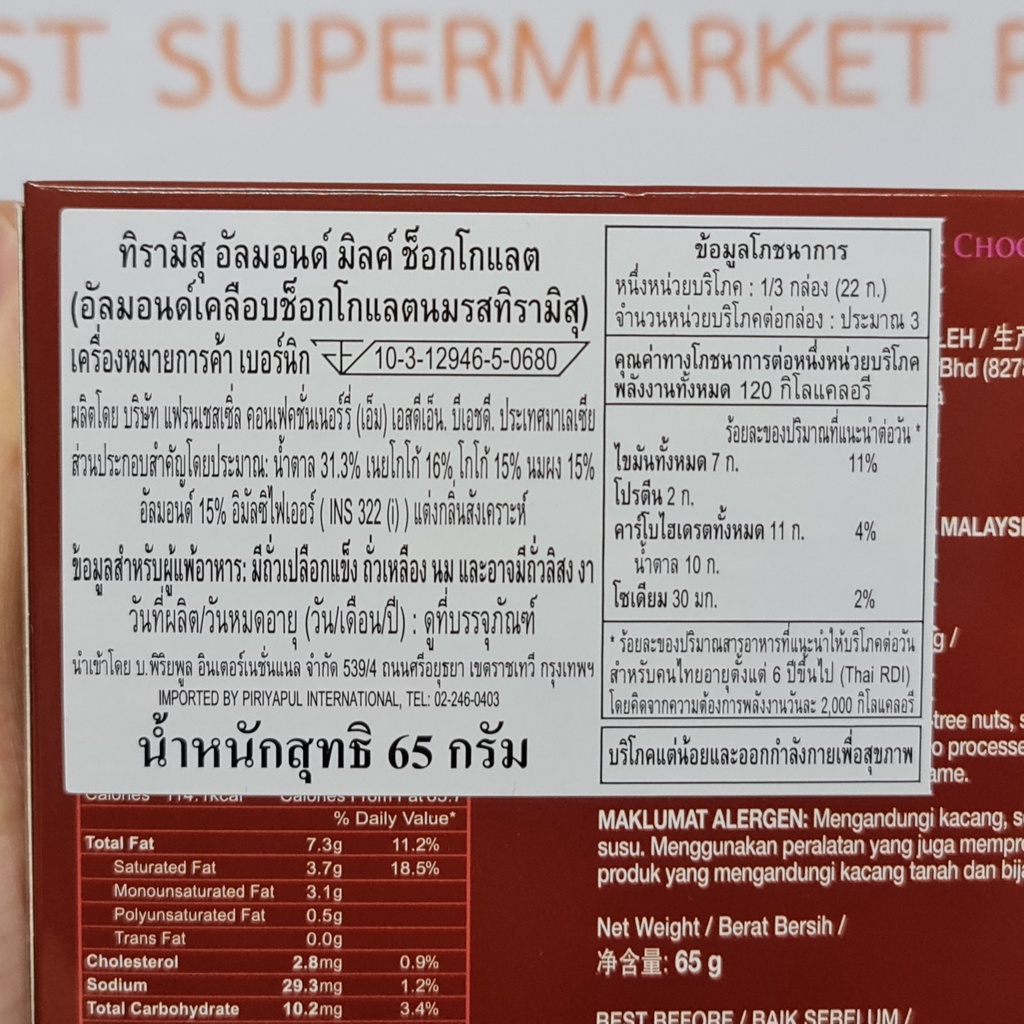 ST SUPERMARKET
ทิรามิสุ อัลมอนด์ มิลค์ ช็อกโกแลต
(อัลมอนด์เคลือบช็อกโกแลตนมรสทิรามิสุ)
เครื่องหมายการค้า เบอร์นิก
10-3-12946-5-0680
ผลิตโดย บริษัท แฟรนเชสเซิ่ล คอนเฟคชั่นเนอร์รี่ (เอ็ม) เอสดีเอ็น. บีเอชดี. ประเทศมาเลเซีย
ส่วนประกอบสำคัญโดยประมาณ: น้ำตาล 31.3% เนยโกโก้ 16% โกโก้ 15% นมผง 15%
อัลมอนด์ 15% อิมัลซิไฟเออร์ ( INS 322 (i) ) แต่งกลิ่นสังเคราะห์
ข้อมูลสำหรับผู้แพ้อาหาร: มีถั่วเปลือกแข็ง ถั่วเหลือง นม และอาจมีถั่วลิสง งา
วันที่ผลิต/วันหมดอายุ (วัน/เดือน/ปี) : ดูที่บรรจุภัณฑ์
นำเข้าโดย บ.พิริยพูล อินเตอร์เนชั่นแนล จำกัด 539/4 ถนนศรีอยุธยา เขตราชเทวี กรุงเทพฯ
IMPORTED BY PIRIYAPUL INTERNATIONAL, TEL: 02-246-0403
น้ำหนักสุทธิ 65 กรัม
ข้อมูลโภชนาการ
หนึ่งหน่วยบริโภค : 1/3 กล่อง (22 ก.)
จำนวนหน่วยบริโภคต่อกล่อง : ประมาณ 3
คุณค่าทางโภชนาการต่อหนึ่งหน่วยบริโภค
พลังงานทั้งหมด 120 กิโลแคลอรี
ร้อยละของปริมาณที่แนะนำต่อวัน *
ไขมันทั้งหมด 7 ก. 11%
โปรตีน 2 ก.
คาร์โบไฮเดรตทั้งหมด 11 ก. 4%
น้ำตาล 10 ก.
โซเดียม 30 มก. 2%
* ร้อยละของปริมาณสารอาหารที่แนะนำให้บริโภคต่อวัน
สำหรับคนไทยอายุตั้งแต่ 6 ปีขึ้นไป (Thai RDI)
โดยคิดจากความต้องการพลังงานวันละ 2,000 กิโลแคลอรี
บริโภคแต่น้อยและออกกำลังกายเพื่อสุขภาพ
CHOC
LEH / 生产
Bhd (827
MALAYSI
g /
tree nuts, s
o processe
ame.
% Daily Value*
Total Fat 7.3g 11.2%
Saturated Fat 3.7g 18.5%
Monounsaturated Fat 3.1g
Polyunsaturated Fat 0.5g
Trans Fat 0.0g
Cholesterol 2.8mg 0.9%
Sodium 29.3mg 1.2%
Total Carbohydrate 10.2mg 3.4%
MAKLUMAT ALERGEN: Mengandungi kacang, s
susu. Menggunakan peralatan yang juga mempr
produk yang mengandungi kacang tanah dan bij
Net Weight / Berat Bersih /
净含量: 65 g
BEST BEFORE / BAIK SEBELUM /